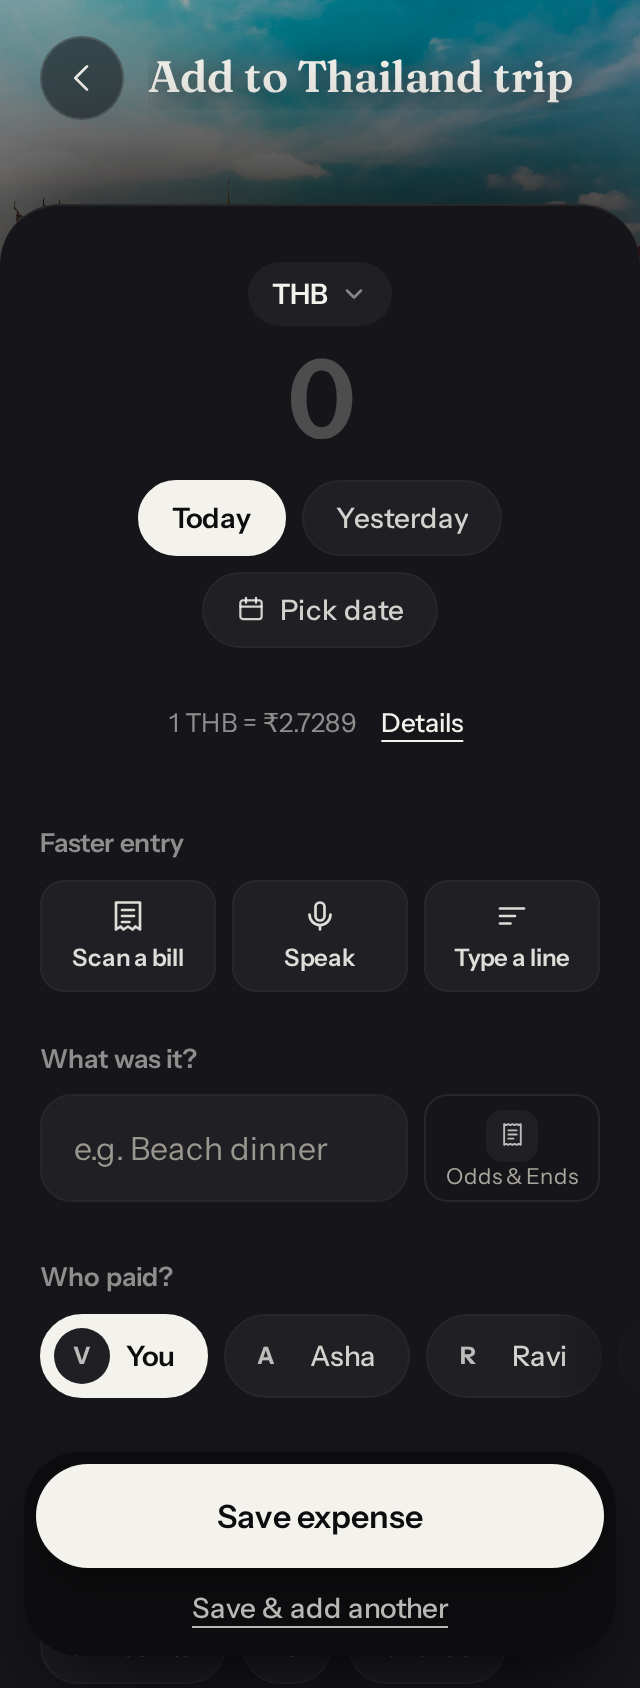 Add to Thailand trip
THB
0
Today Yesterday
Pick date
1 THB = ₹2.7289 Details
Faster entry
Scan a bill Speak Type a line
What was it?
e.g. Beach dinner
Odds & Ends
Who paid?
V You A Asha R Ravi
Save expense
Save & add another